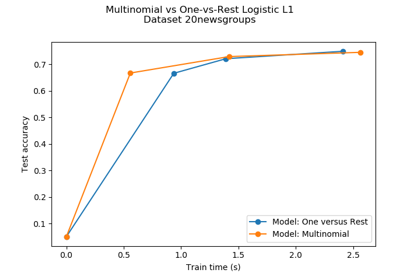 Multinomial vs One-vs-Rest Logistic L1
Dataset 20newsgroups
0.7
0.6
0.5
0.4
0.3
0.2
0.1
Test accuracy
Model: One versus Rest
Model: Multinomial
0.0 0.5 1.0 1.5 2.0 2.5
Train time (s)